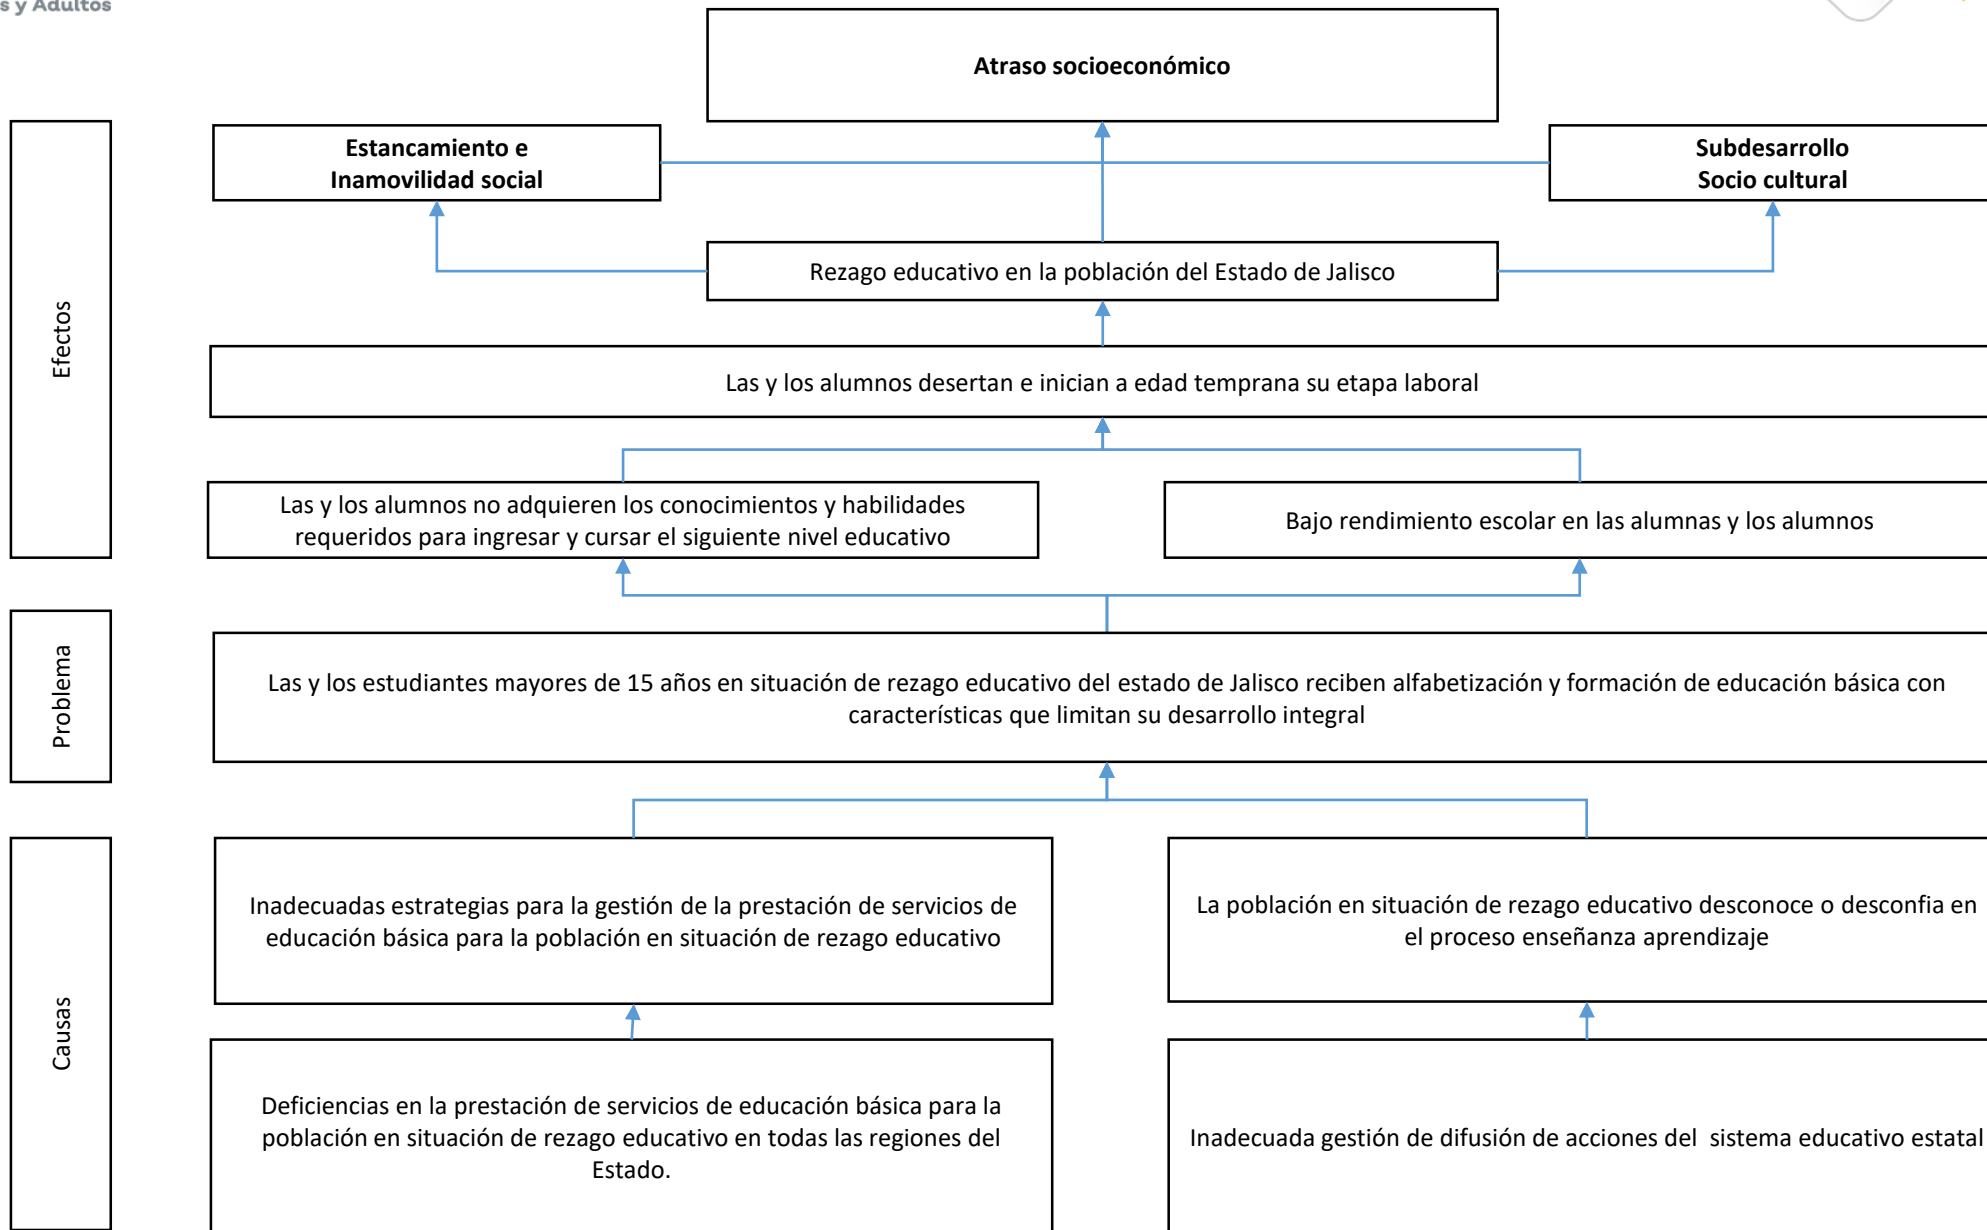 s y Adultos
Atraso socioeconómico
Estancamiento e
Inamovilidad social
Subdesarrollo
Socio cultural
Rezago educativo en la población del Estado de Jalisco
Efectos
Las y los alumnos desertan e inician a edad temprana su etapa laboral
Las y los alumnos no adquieren los conocimientos y habilidades
requeridos para ingresar y cursar el siguiente nivel educativo
Bajo rendimiento escolar en las alumnas y los alumnos
Problema
Las y los estudiantes mayores de 15 años en situación de rezago educativo del estado de Jalisco reciben alfabetización y formación de educación básica con
características que limitan su desarrollo integral
Causas
Inadecuadas estrategias para la gestión de la prestación de servicios de
educación básica para la población en situación de rezago educativo
La población en situación de rezago educativo desconoce o desconfia en
el proceso enseñanza aprendizaje
Deficiencias en la prestación de servicios de educación básica para la
población en situación de rezago educativo en todas las regiones del
Estado.
Inadecuada gestión de difusión de acciones del  sistema educativo estatal